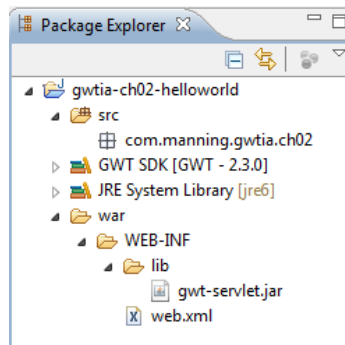 Package Explorer
gwtia-ch02-helloworld
src
com.manning.gwtia.ch02
GWT SDK [GWT - 2.3.0]
JRE System Library [jre6]
war
WEB-INF
lib
gwt-servlet.jar
web.xml